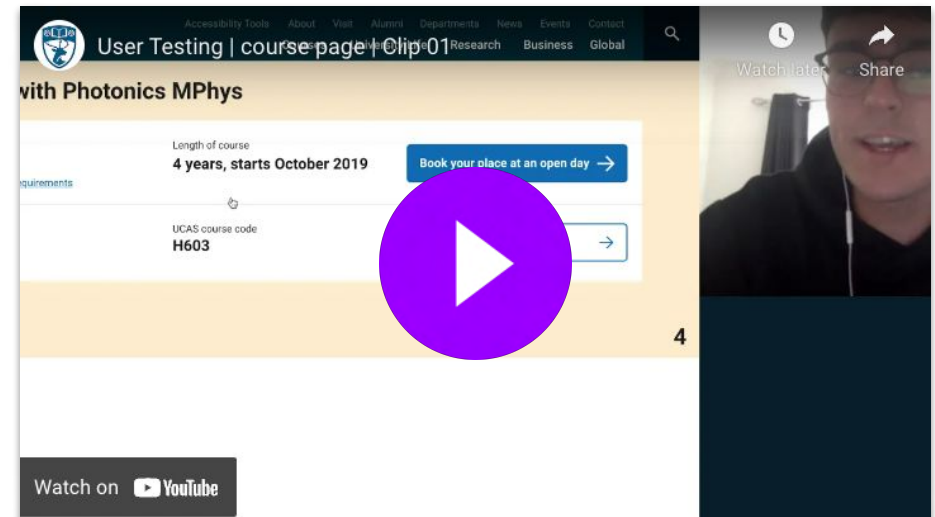 Accessibility Tools About Visit Alumni Departments News Events Contact
User Testing | course page | Clip 01
Research Business Global
Watch later Share
with Photonics MPhys
Length of course
4 years, starts October 2019
Book your place at an open day
equirements
UCAS course code
H603
4
Watch on YouTube